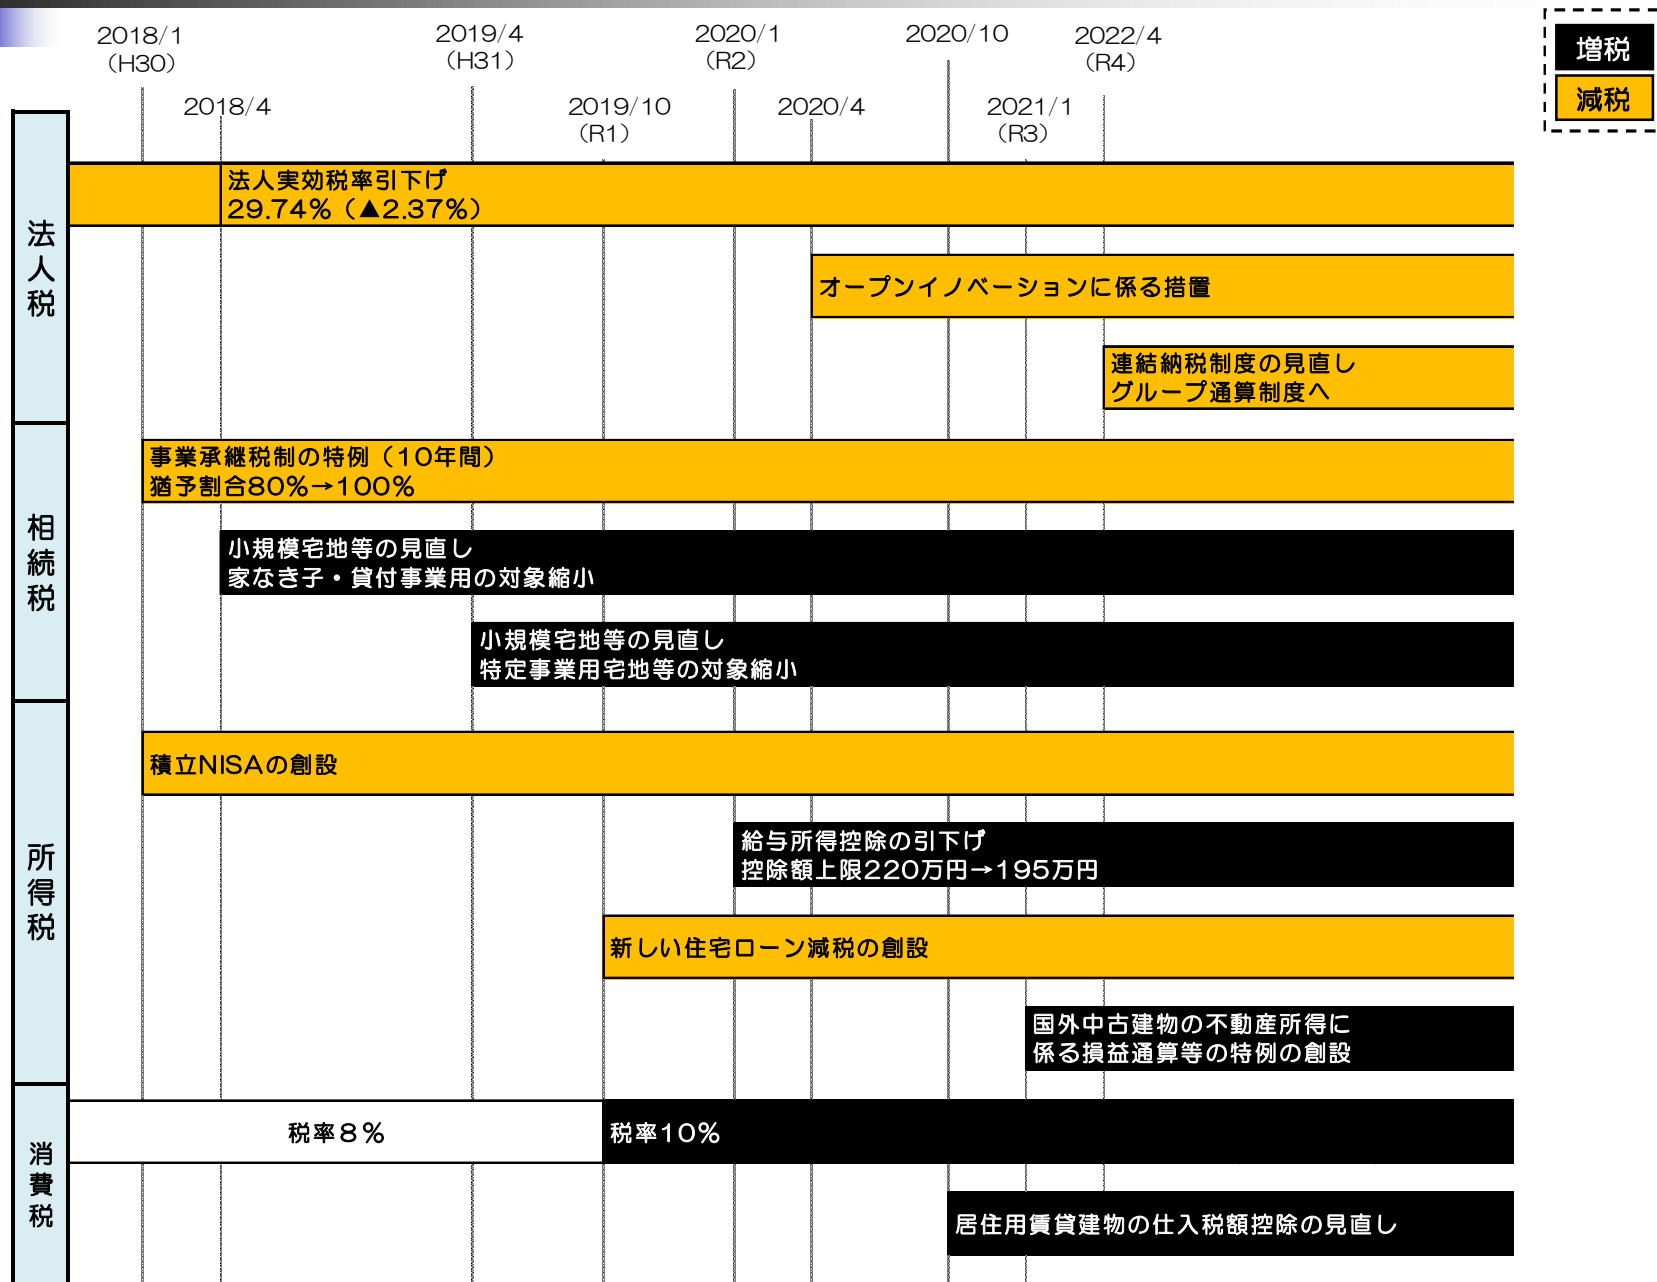 2018/1
（H30）
2018/4
2019/4
（H31）
2019/10
（R1）
2020/1
（R2）
2020/4
2020/10
2021/1
（R3）
2022/4
（R4）
増税
減税
法人税
法人実効税率引下げ
29.74％（▲2.37％）
オープンイノベーションに係る措置
連結納税制度の見直し
グループ通算制度へ
相続税
事業承継税制の特例（10年間）
猶予割合80％→100％
小規模宅地等の見直し
家なき子・貸付事業用の対象縮小
小規模宅地等の見直し
特定事業用宅地等の対象縮小
所得税
積立NISAの創設
給与所得控除の引下げ
控除額上限220万円→195万円
新しい住宅ローン減税の創設
国外中古建物の不動産所得に
係る損益通算等の特例の創設
消費税
税率８％
税率10％
居住用賃貸建物の仕入税額控除の見直し